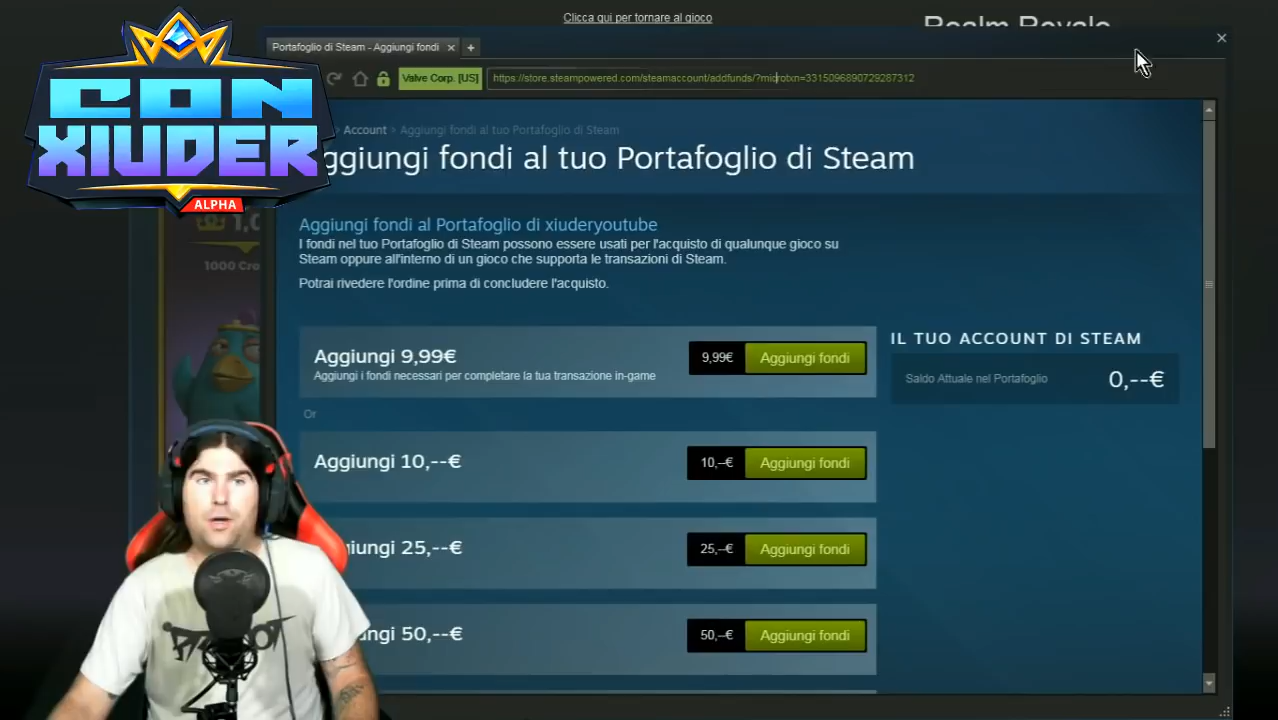 Clicca qui per tornare al gioco
Realm Royale
Portafoglio di Steam - Aggiungi fondi
Valve Corp. [US]
https://store.steampowered.com/steamaccount/addfunds/?microtxn=3315096890729287312
CON
XIUDER
ALPHA
Account > Aggiungi fondi al tuo Portafoglio di Steam
ggiungi fondi al tuo Portafoglio di Steam
Aggiungi fondi al Portafoglio di xiuderyoutube
I fondi nel tuo Portafoglio di Steam possono essere usati per l'acquisto di qualunque gioco su
Steam oppure all'interno di un gioco che supporta le transazioni di Steam.
Potrai rivedere l'ordine prima di concludere l'acquisto.
1,0
1000 Cro
Aggiungi 9,99€
Aggiungi i fondi necessari per completare la tua transazione in-game
9,99€ Aggiungi fondi
Or
Aggiungi 10,--€
10,--€ Aggiungi fondi
iungi 25,--€
25,--€ Aggiungi fondi
ngi 50,--€
50,--€ Aggiungi fondi
IL TUO ACCOUNT DI STEAM
Saldo Attuale nel Portafoglio 0,--€